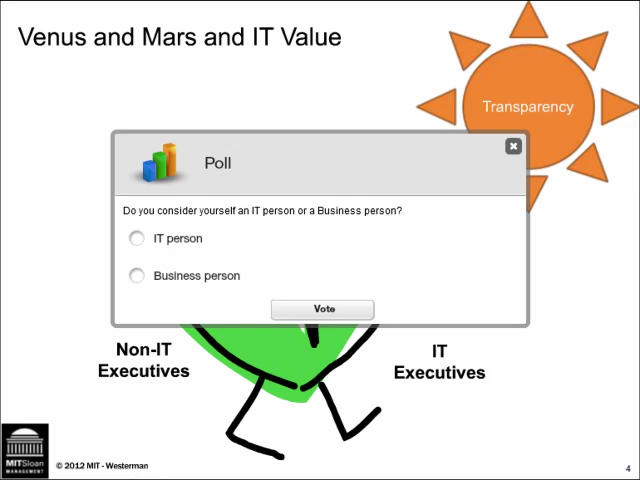 Venus and Mars and IT Value
Transparency
Poll
Do you consider yourself an IT person or a Business person?
IT person
Business person
Vote
Non-IT
Executives
IT
Executives
MITSloan
MANAGEMENT
© 2012 MIT - Westerman
4